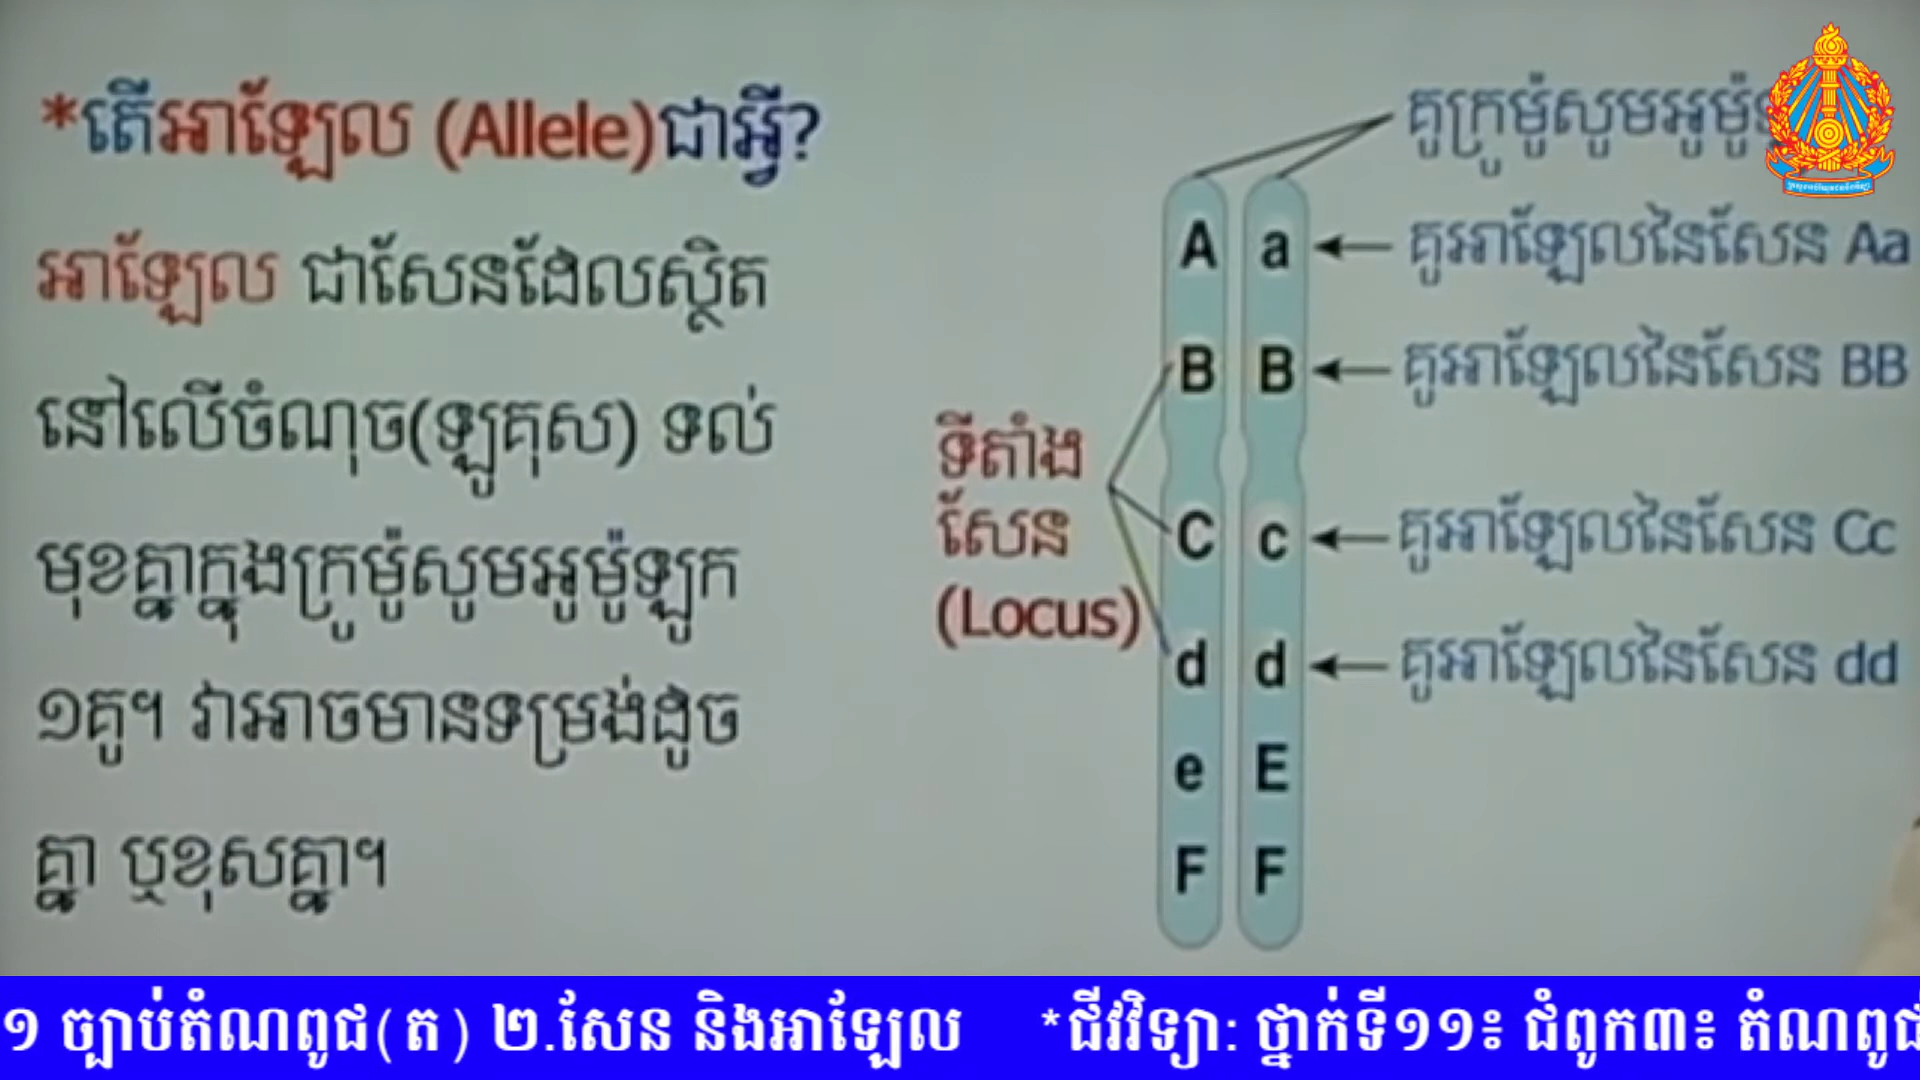 *តើអាឡែល (Allele)ជាអ្វី?
អាឡែល ជាសែនដែលស្ថិត
នៅលើចំណុច(ឡូគុស) ទល់
មុខគ្នាក្នុងក្រូម៉ូសូមអូម៉ូឡូក
១គូ។ វាអាចមានទម្រង់ដូច
គ្នា ឬខុសគ្នា។
ទីតាំង
សែន
(Locus)
A a
B B
C c
d d
e E
F F
គូក្រូម៉ូសូមអូម៉ូ
គូអាឡែលនៃសែន Aa
គូអាឡែលនៃសែន BB
គូអាឡែលនៃសែន Cc
គូអាឡែលនៃសែន dd
១ ច្បាប់តំណពូជ(ត) ២.សែន និងអាឡែល *ជីវវិទ្យា: ថ្នាក់ទី១១៖ ជំពូក៣៖ តំណពូជ